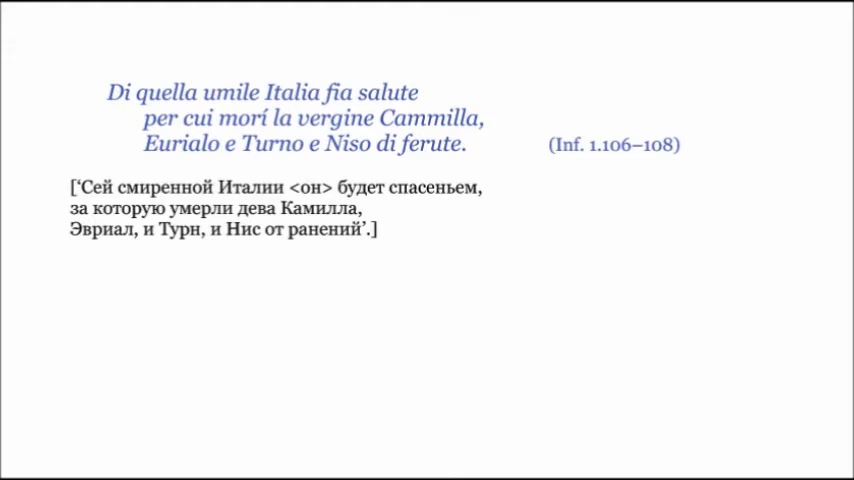 Di quella umile Italia fia salute
per cui morí la vergine Cammilla,
Eurialo e Turno e Niso di ferute. (Inf. 1.106–108)
[‘Сей смиренной Италии <он> будет спасеньем,
за которую умерли дева Камилла,
Эвриал, и Турн, и Нис от ранений’.]